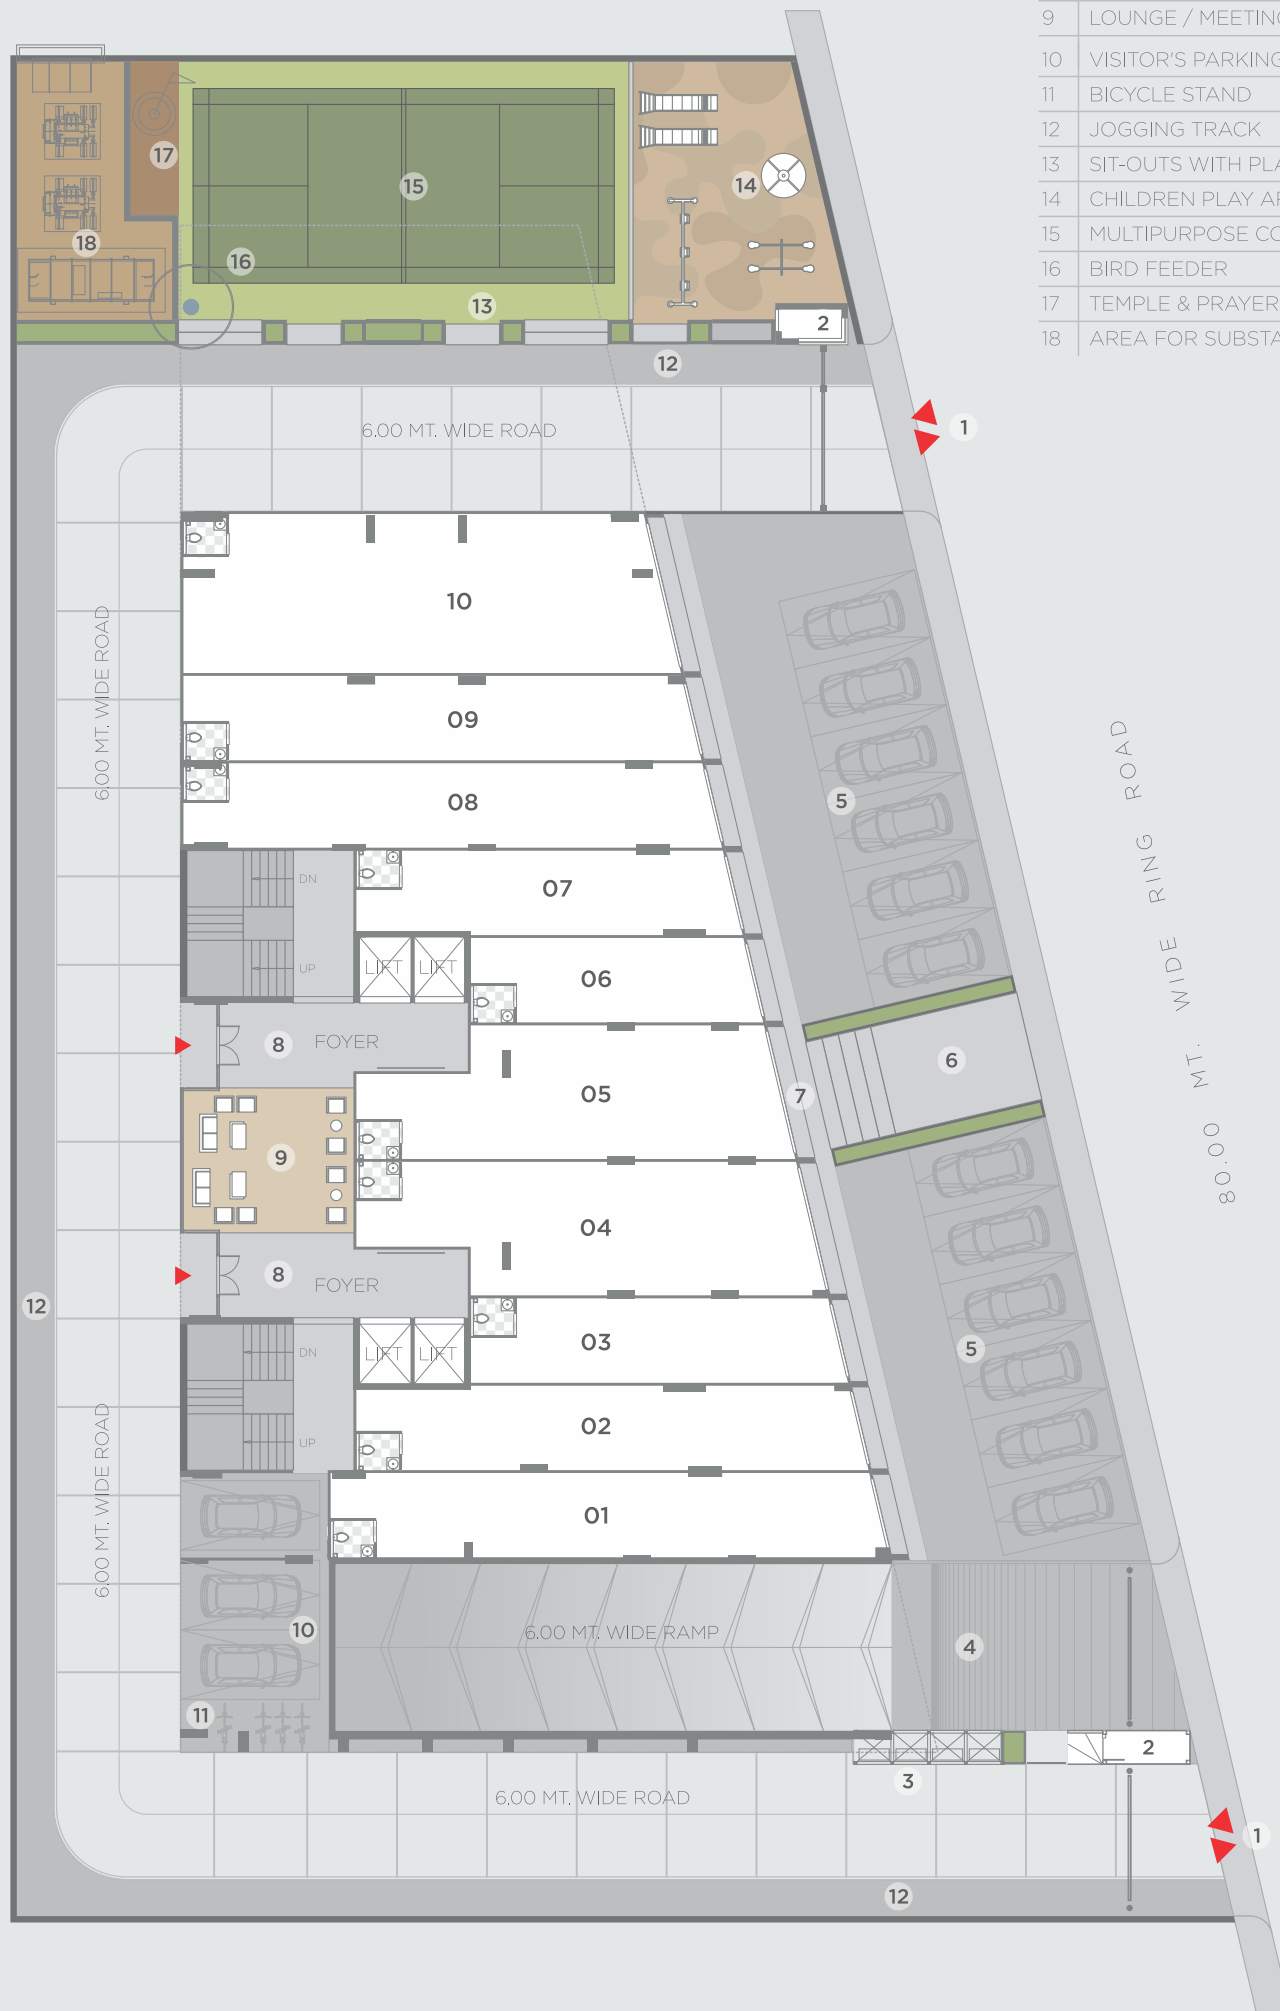 9 LOUNGE / MEETING
10 VISITOR'S PARKING
11 BICYCLE STAND
12 JOGGING TRACK
13 SIT-OUTS WITH PLA
14 CHILDREN PLAY AR
15 MULTIPURPOSE CO
16 BIRD FEEDER
17 TEMPLE & PRAYER
18 AREA FOR SUBSTA
17
15
14
18
16
13
2
12
6.00 MT. WIDE ROAD
1
10
6.00 MT. WIDE ROAD
09
08
5
07
DN
UP
LIFT LIFT
06
8 FOYER
6
05
7
80.00 MT. WIDE RING ROAD
9
04
8 FOYER
12
03
DN
LIFT LIFT
5
02
UP
6.00 MT. WIDE ROAD
01
10
6.00 MT. WIDE RAMP
4
11
2
3
6.00 MT. WIDE ROAD
1
12